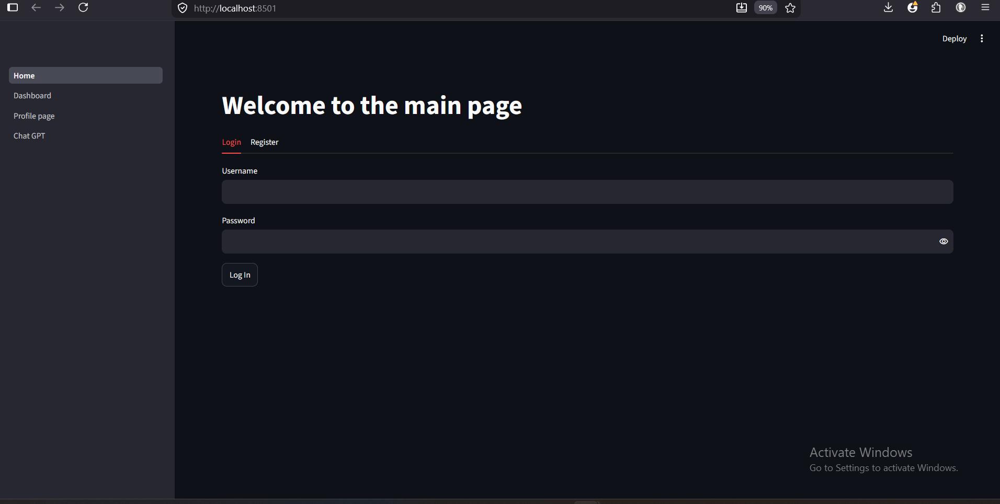 http://localhost:8501
90%
Deploy
Home
Dashboard
Profile page
Chat GPT
Welcome to the main page
Login Register
Username
Password
Log In
Activate Windows
Go to Settings to activate Windows.